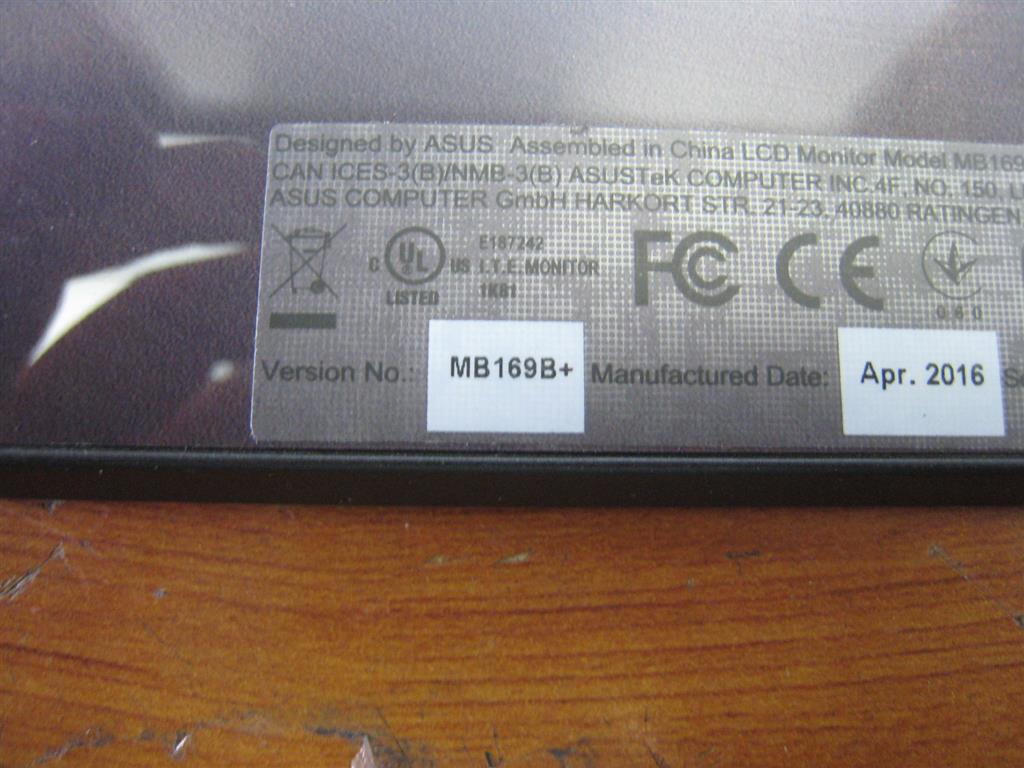 Designed by ASUS Assembled in China LCD Monitor Model MB169
CAN ICES-3(B)/NMB-3(B) ASUSTeK COMPUTER INC.4F, NO. 150,
ASUS COMPUTER GmbH HARKORT STR. 21-23, 40880 RATINGEN
E187242
C UL US I.T.E.MONITOR
LISTED 1K81
FC CE
060
Version No.: MB169B+ Manufactured Date: Apr. 2016